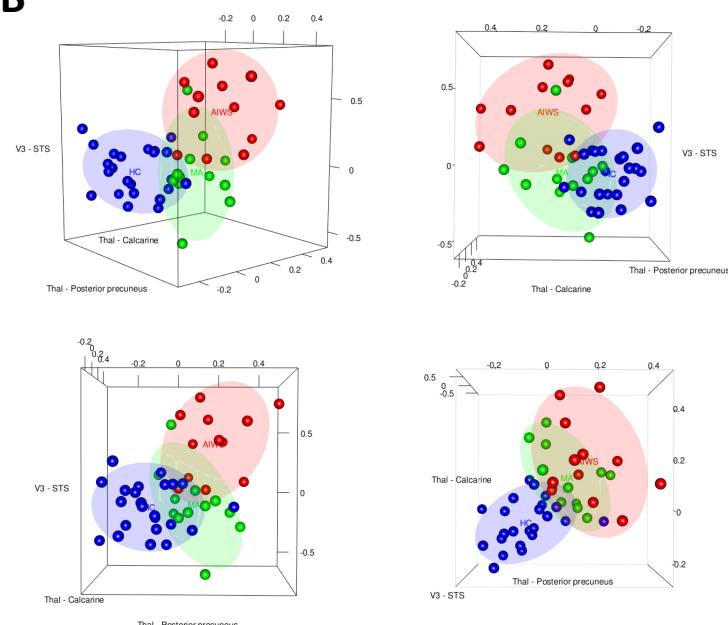 B
-0.2 0 0.2 0.4
0.5
0
-0.5
V3 - STS
AIWS
HC
MA
Thal - Calcarine
Thal - Posterior precuneus
-0.2 0 0.2 0.4
0.4 0.2 0 -0.2
0.5
0
-0.5
V3 - STS
AIWS
MA
HC
0.4
0.2
0
-0.2
Thal - Posterior precuneus
Thal - Calcarine
-0.2
0
0.2
0.4
-0.2 0 0.2 0.4
0.5
0
-0.5
V3 - STS
AIWS
HC
MA
Thal - Calcarine
Thal - Posterior precuneus
-0.2 0 0.2 0.4
0.5
0
-0.5
0.4
0.2
0
-0.2
Thal - Calcarine
AIWS
MA
HC
Thal - Posterior precuneus
V3 - STS